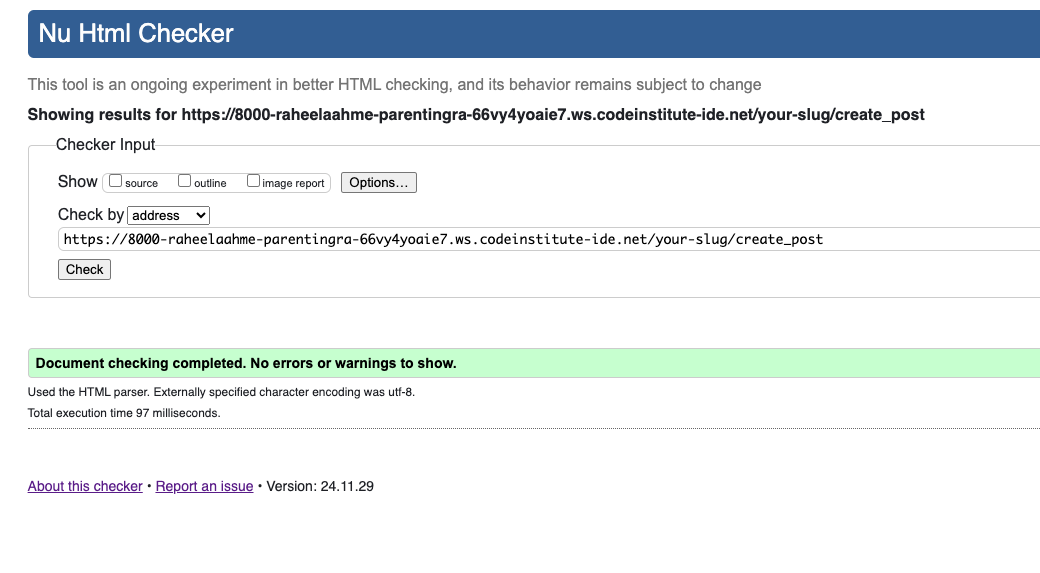 Nu Html Checker
This tool is an ongoing experiment in better HTML checking, and its behavior remains subject to change
Showing results for https://8000-raheelaahme-parentingra-66vy4yoaie7.ws.codeinstitute-ide.net/your-slug/create_post
Checker Input
Show source outline image report Options...
Check by address
https://8000-raheelaahme-parentingra-66vy4yoaie7.ws.codeinstitute-ide.net/your-slug/create_post
Check
Document checking completed. No errors or warnings to show.
Used the HTML parser. Externally specified character encoding was utf-8.
Total execution time 97 milliseconds.
About this checker • Report an issue • Version: 24.11.29